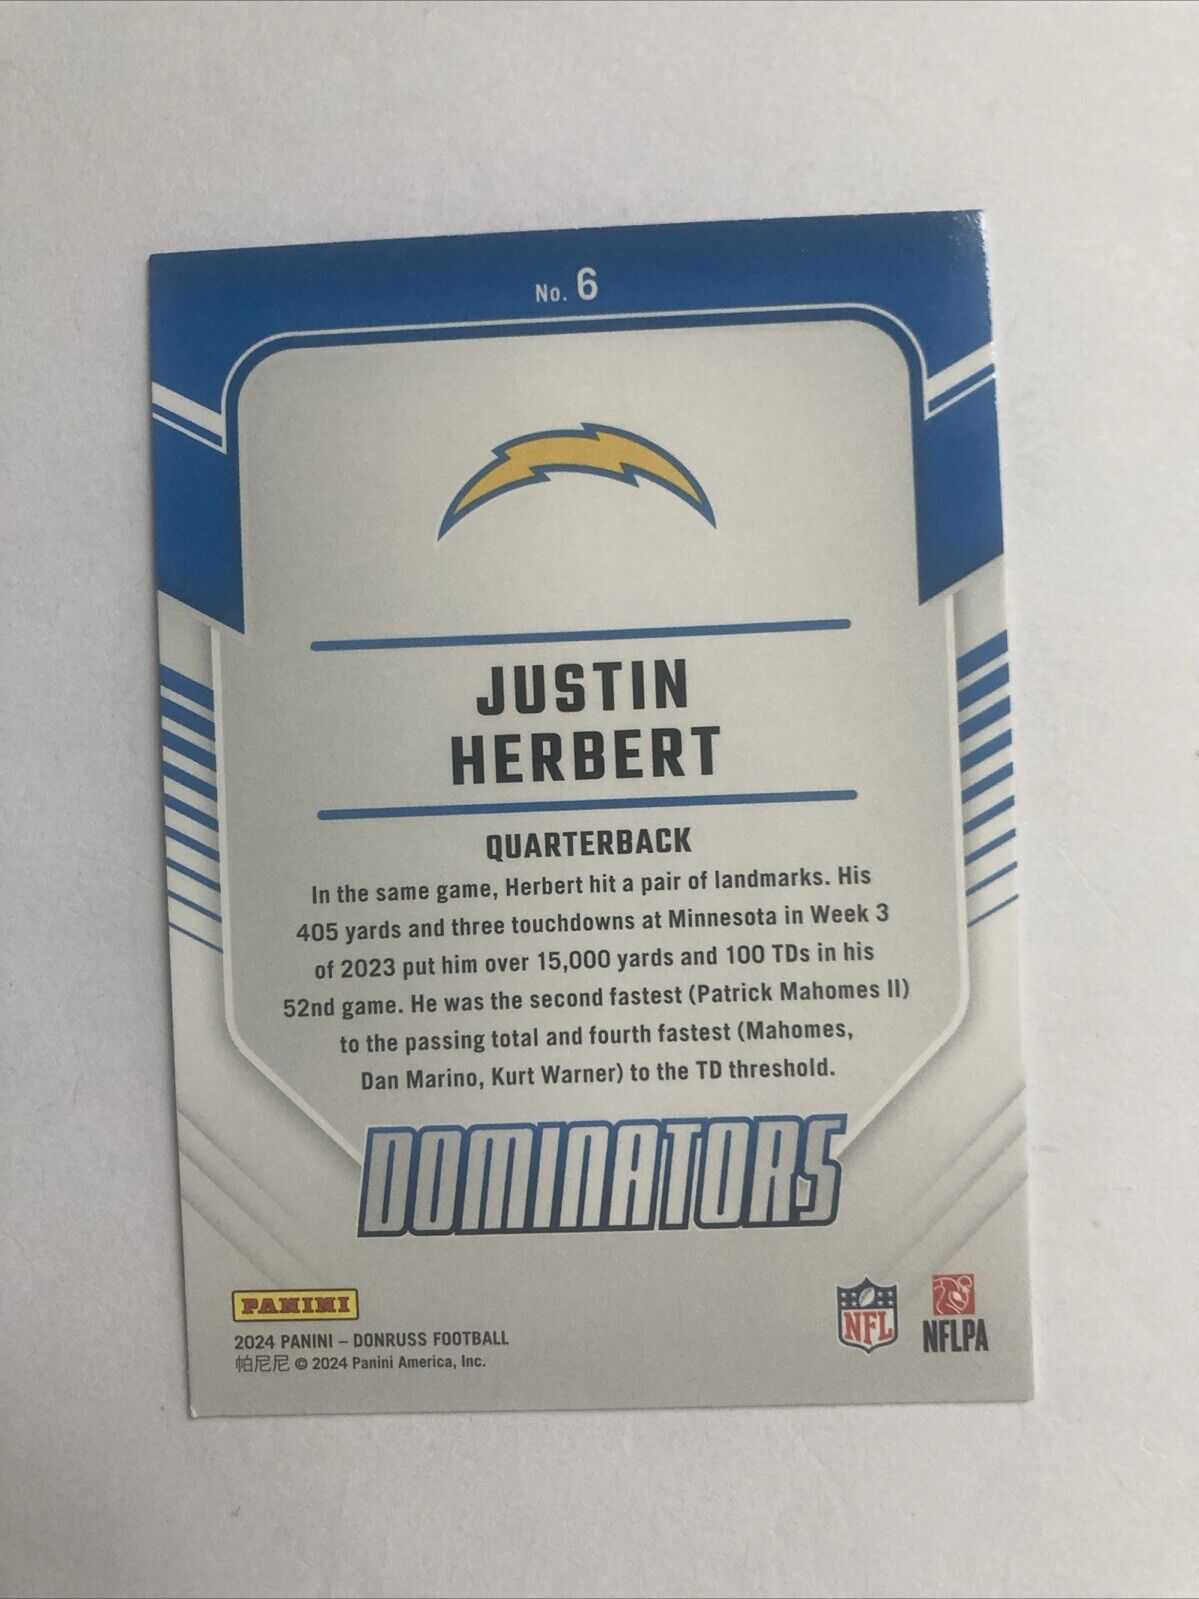 No. 6
JUSTIN
HERBERT
QUARTERBACK
In the same game, Herbert hit a pair of landmarks. His
405 yards and three touchdowns at Minnesota in Week 3
of 2023 put him over 15,000 yards and 100 TDs in his
52nd game. He was the second fastest (Patrick Mahomes II)
to the passing total and fourth fastest (Mahomes,
Dan Marino, Kurt Warner) to the TD threshold.
DOMINATORS
PANINI
2024 PANINI – DONRUSS FOOTBALL
帕尼尼 © 2024 Panini America, Inc.
NFL
NFLPA